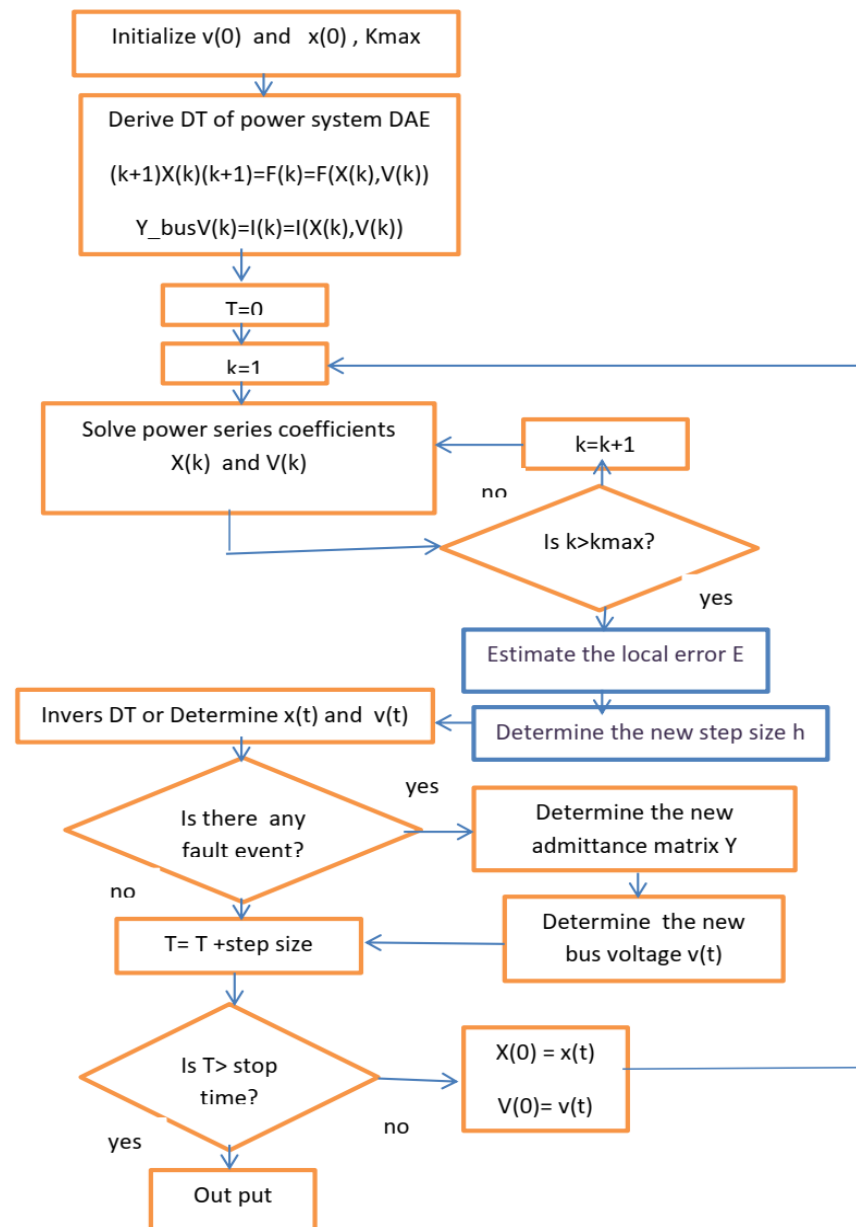 Initialize v(0) and x(0) , Kmax
Derive DT of power system DAE
(k+1)X(k)(k+1)=F(k)=F(X(k),V(k))
Y_busV(k)=I(k)=I(X(k),V(k))
T=0
k=1
Solve power series coefficients
X(k) and V(k)
k=k+1
no
Is k>kmax?
yes
Estimate the local error E
Determine the new step size h
Invers DT or Determine x(t) and v(t)
Is there any
fault event?
yes
Determine the new
admittance matrix Y
no
Determine the new
bus voltage v(t)
T= T +step size
Is T> stop
time?
no
X(0) = x(t)
V(0)= v(t)
yes
Out put